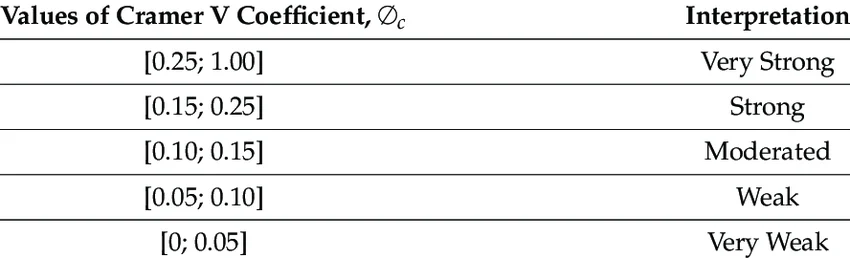 Values of Cramer V Coefficient, ∅c Interpretation
[0.25; 1.00] Very Strong
[0.15; 0.25] Strong
[0.10; 0.15] Moderated
[0.05; 0.10] Weak
[0; 0.05] Very Weak